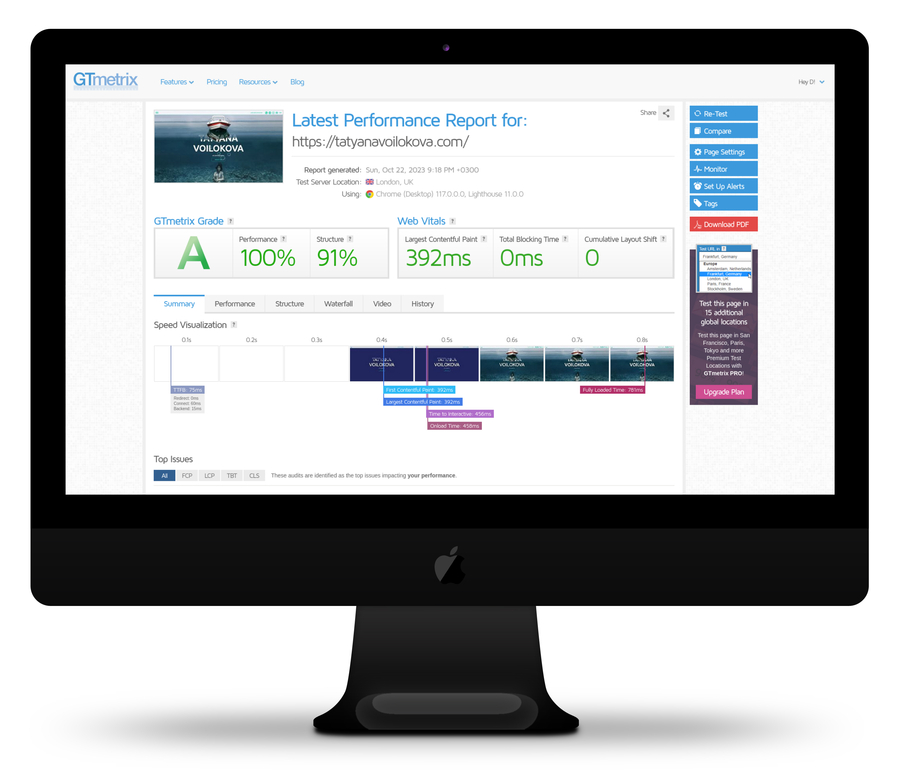 GTmetrix
Features
Pricing
Resources
Blog
Hey D!
TATYANA
VOILOKOVA
Latest Performance Report for:
Share
https://tatyanavoilokova.com/
Report generated: Sun, Oct 22, 2023 9:18 PM +0300
Test Server Location: London, UK
Using: Chrome (Desktop) 117.0.0.0, Lighthouse 11.0.0
Re-Test
Compare
Page Settings
Monitor
Set Up Alerts
Tags
Download PDF
GTmetrix Grade ?
Web Vitals ?
A
Performance ?
100%
Structure ?
91%
Largest Contentful Paint ?
392ms
Total Blocking Time ?
0ms
Cumulative Layout Shift ?
0
Test URL in ?
Frankfurt, Germany
Europe
Amsterdam, Netherlands
Frankfurt, Germany
London, UK
Paris, France
Stockholm, Sweden
Test this page in
15 additional
global locations
Test this page in San
Francisco, Paris,
Tokyo and more
Premium Test
Locations with
GTmetrix PRO!
Upgrade Plan
Summary
Performance
Structure
Waterfall
Video
History
Speed Visualization ?
0.1s
0.2s
0.3s
0.4s
0.5s
0.6s
0.7s
0.8s
VOILOKOVA
VOILOKOVA
VOILOKOVA
VOILOKOVA
VOILOKOVA
TTFB: 75ms
Redirect: 0ms
Connect: 60ms
Backend: 15ms
First Contentful Paint: 392ms
Largest Contentful Paint: 392ms
Time to Interactive: 456ms
Onload Time: 458ms
Fully Loaded Time: 781ms
Top Issues
All
FCP
LCP
TBT
CLS
These audits are identified as the top issues impacting your performance.